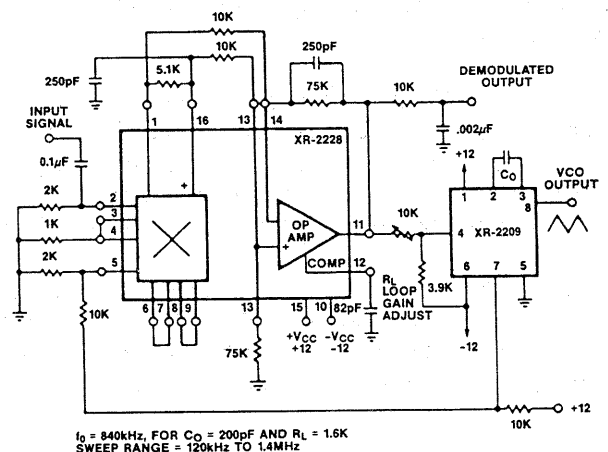 10K
10K
250pF
5.1K
250pF
75K
10K
DEMODULATED
OUTPUT
INPUT
SIGNAL
1
16
13
14
XR-2228
.002µF
0.1µF
+12
C₀
VCO
OUTPUT
2K
2
+
1
2
3
8
3
1K
4
OP
AMP
11
10K
4
XR-2209
2K
5
+
COMP
12
RL
LOOP
GAIN
ADJUST
3.9K
6
7
5
10K
6
7
8
9
13
15
10
82pF
75K
+VCC
+12
-VCC
-12
-12
10K
+12
f₀ = 840kHz, FOR C₀ = 200pF AND RL = 1.6K
SWEEP RANGE = 120kHz TO 1.4MHz